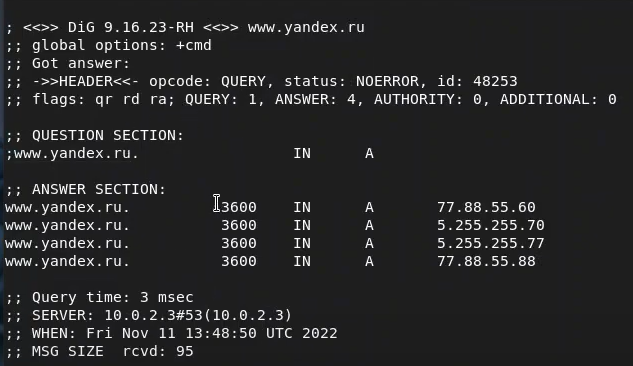 ; <<>> DiG 9.16.23-RH <<>> www.yandex.ru
;; global options: +cmd
;; Got answer:
;; ->>HEADER<<- opcode: QUERY, status: NOERROR, id: 48253
;; flags: qr rd ra; QUERY: 1, ANSWER: 4, AUTHORITY: 0, ADDITIONAL: 0
;; QUESTION SECTION:
;www.yandex.ru. IN A
;; ANSWER SECTION:
www.yandex.ru. 3600 IN A 77.88.55.60
www.yandex.ru. 3600 IN A 5.255.255.70
www.yandex.ru. 3600 IN A 5.255.255.77
www.yandex.ru. 3600 IN A 77.88.55.88
;; Query time: 3 msec
;; SERVER: 10.0.2.3#53(10.0.2.3)
;; WHEN: Fri Nov 11 13:48:50 UTC 2022
;; MSG SIZE rcvd: 95